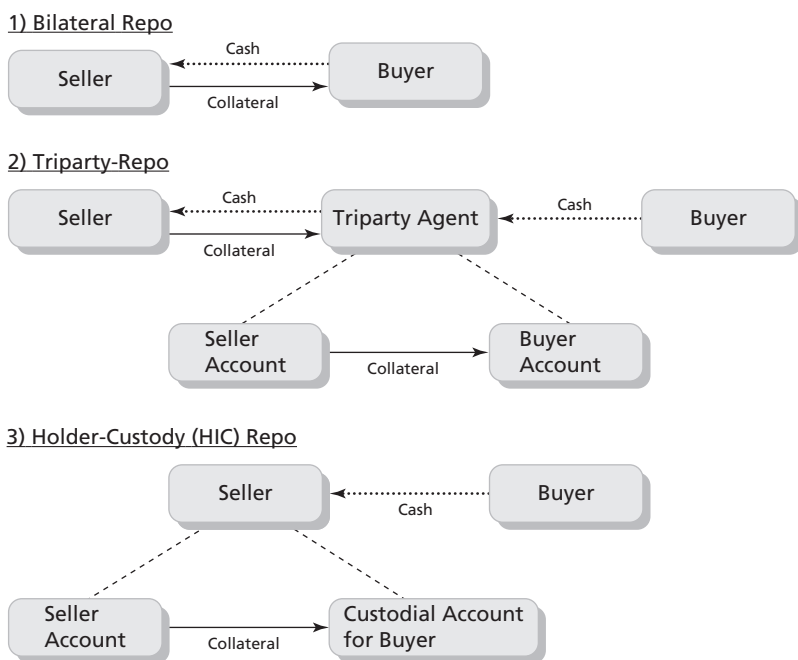 1) Bilateral Repo
Seller
Cash
Collateral
Buyer
2) Triparty-Repo
Seller
Cash
Collateral
Triparty Agent
Cash
Buyer
Seller
Account
Collateral
Buyer
Account
3) Holder-Custody (HIC) Repo
Seller
Cash
Buyer
Seller
Account
Collateral
Custodial Account
for Buyer